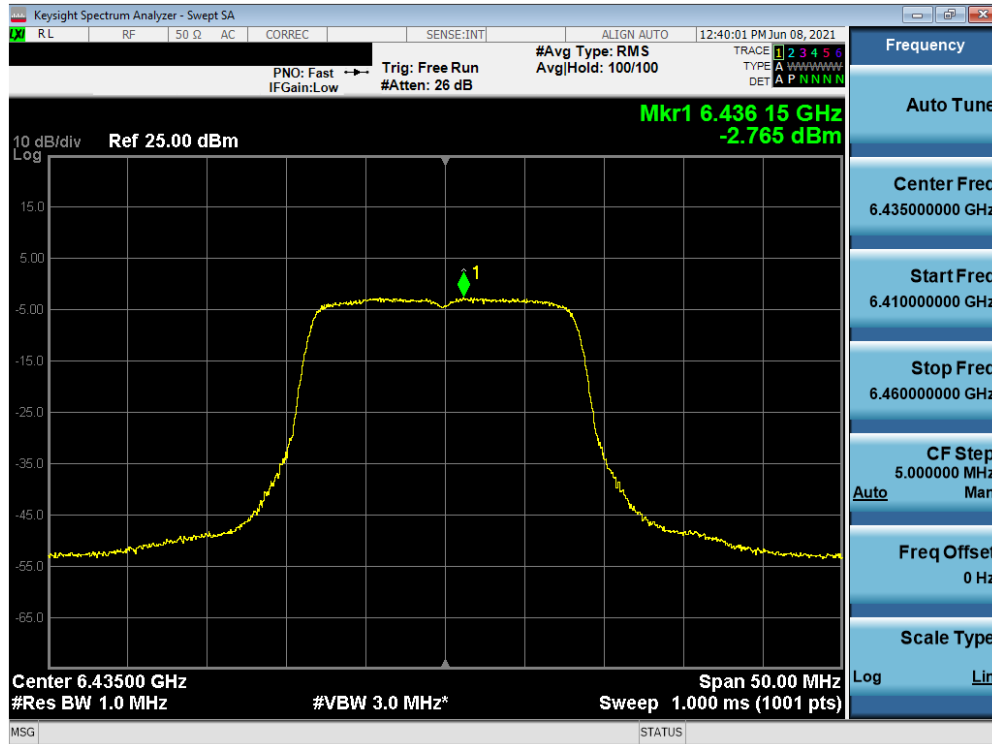 Keysight Spectrum Analyzer - Swept SA
LXI RL RF 50 Ω AC CORREC SENSE:INT ALIGN AUTO 12:40:01 PM Jun 08, 2021
PNO: Fast Trig: Free Run #Avg Type: RMS TRACE 1 2 3 4 5 6
IFGain:Low #Atten: 26 dB Avg|Hold: 100/100 TYPE A WWWWW
DET A P N N N N
Mkr1 6.436 15 GHz
-2.765 dBm
10 dB/div Ref 25.00 dBm
Log
15.0
5.00
1
-5.00
-15.0
-25.0
-35.0
-45.0
-55.0
-65.0
Center 6.43500 GHz Span 50.00 MHz
#Res BW 1.0 MHz #VBW 3.0 MHz* Sweep 1.000 ms (1001 pts)
MSG STATUS
Frequency
Auto Tune
Center Freq
6.435000000 GHz
Start Freq
6.410000000 GHz
Stop Freq
6.460000000 GHz
CF Step
5.000000 MHz
Auto Man
Freq Offset
0 Hz
Scale Type
Log Lin